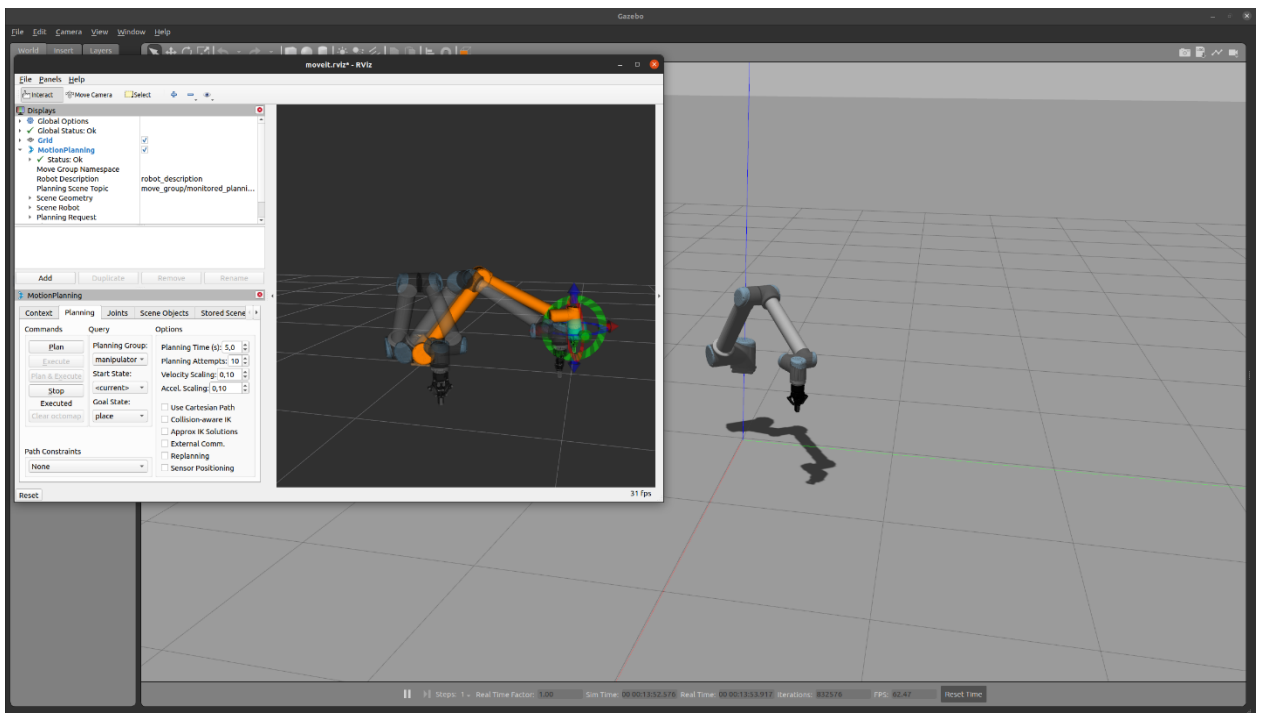 Gazebo
File Edit Camera View Window Help
World Insert Layers
moveit.rviz* - RViz
File Panels Help
Interact Move Camera Select
Displays
Global Options
Global Status: Ok
Grid
MotionPlanning
Status: Ok
Move Group Namespace
Robot Description robot_description
Planning Scene Topic move_group/monitored_planni...
Scene Geometry
Scene Robot
Planning Request
Add Duplicate Remove Rename
MotionPlanning
Context Planning Joints Scene Objects Stored Scene
Commands Query Options
Plan Planning Group: Planning Time (s): 5,0
Execute manipulator Planning Attempts: 10
Plan & Execute Start State: Velocity Scaling: 0,10
Stop <current> Accel. Scaling: 0,10
Executed Goal State: Use Cartesian Path
Clear octomap place Collision-aware IK
Approx IK Solutions
External Comm.
Path Constraints Replanning
None Sensor Positioning
Reset 31 fps
Steps: 1 Real Time Factor: 1.00 Sim Time: 00 00:13:52.576 Real Time: 00 00:13:53.917 Iterations: 832576 FPS: 62.47 Reset Time